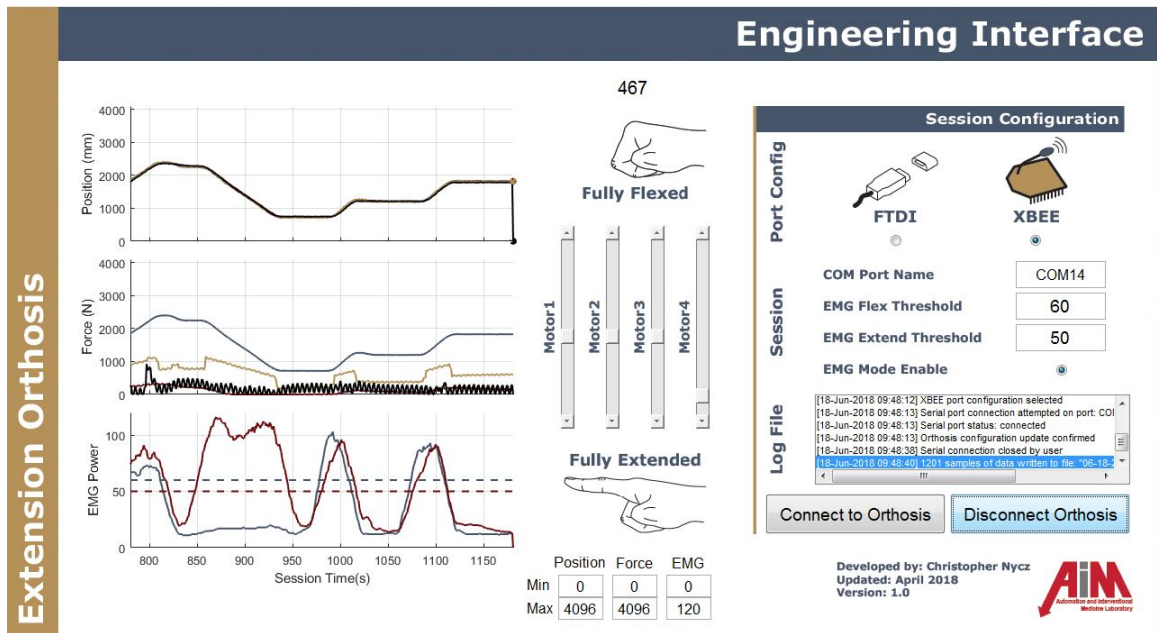 Engineering Interface
Extension Orthosis
467
4000
3000
2000
1000
0
Position (mm)
4000
3000
2000
1000
0
Force (N)
100
50
0
EMG Power
800 850 900 950 1000 1050 1100 1150
Session Time(s)
Fully Flexed
Motor1
Motor2
Motor3
Motor4
Fully Extended
Position Force EMG
Min 0 0 0
Max 4096 4096 120
Session Configuration
Port Config
FTDI XBEE
Session
COM Port Name COM14
EMG Flex Threshold 60
EMG Extend Threshold 50
EMG Mode Enable
Log File
[18-Jun-2018 09:48:12] XBEE port configuration selected
[18-Jun-2018 09:48:13] Serial port connection attempted on port: COI
[18-Jun-2018 09:48:13] Serial port status: connected
[18-Jun-2018 09:48:13] Orthosis configuration update confirmed
[18-Jun-2018 09:48:38] Serial connection closed by user
[18-Jun-2018 09:48:40] 1201 samples of data written to file: "06-18-2
Connect to Orthosis Disconnect Orthosis
Developed by: Christopher Nycz
Updated: April 2018
Version: 1.0
AiM
Automation and Interventional
Medicine Laboratory